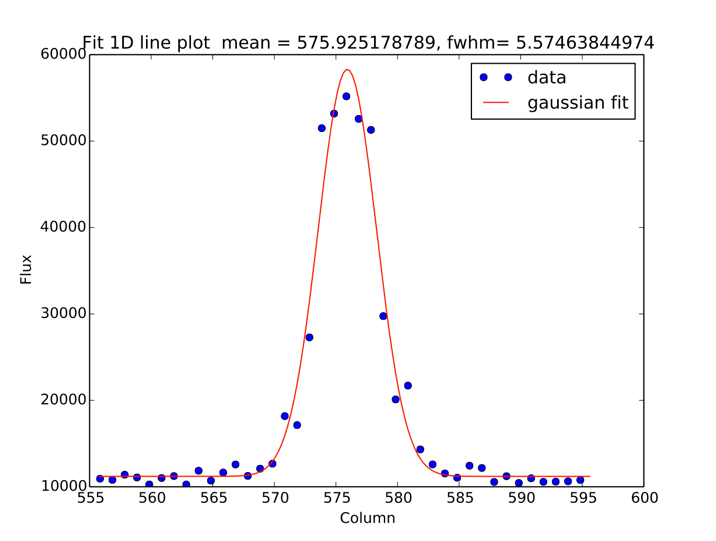 Fit 1D line plot  mean = 575.925178789, fwhm= 5.57463844974
60000
50000
40000
30000
20000
10000
Flux
data
gaussian fit
555 560 565 570 575 580 585 590 595 600
Column